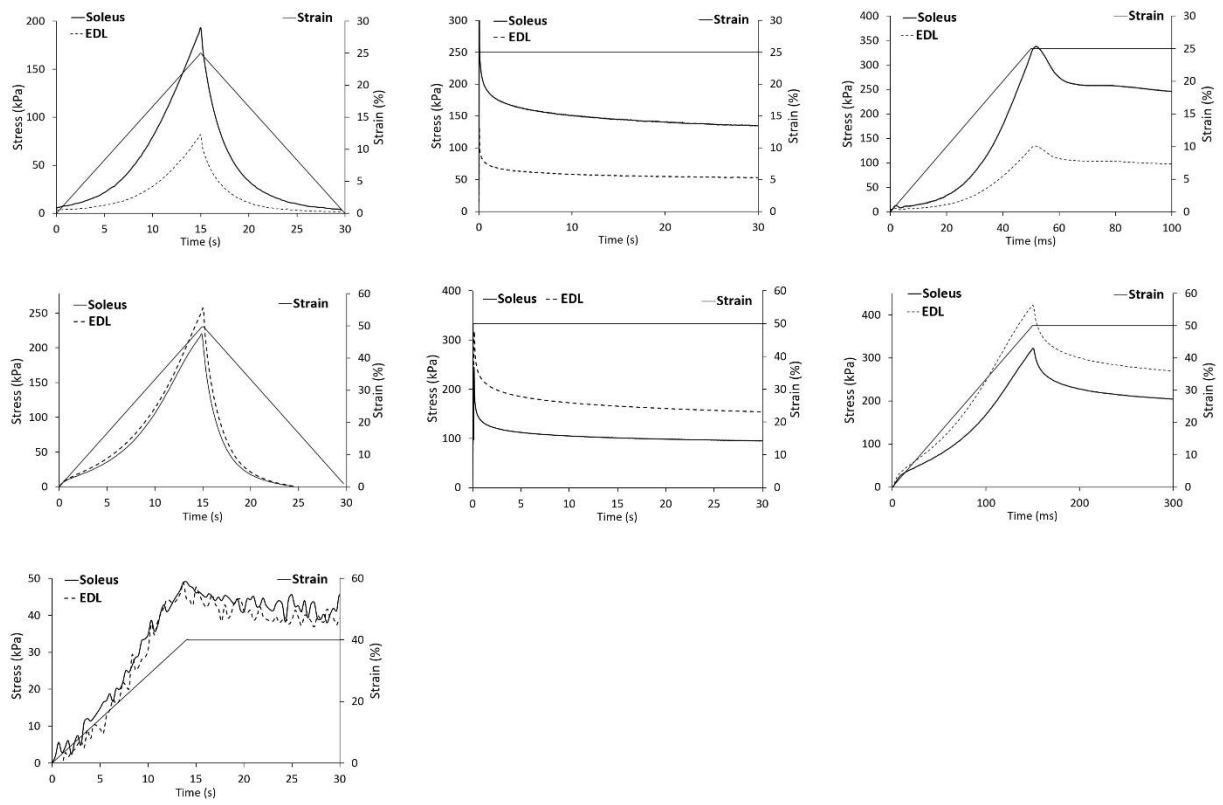 Soleus
Strain
EDL
Stress (kPa)
200
150
100
50
0
30
25
20
15
10
5
0
Strain (%)
0 5 10 15 20 25 30
Time (s)
Soleus
Strain
EDL
Stress (kPa)
300
250
200
150
100
50
0
30
25
20
15
10
5
0
Strain (%)
0 5 10 15 20 25 30
Time (s)
Soleus
Strain
EDL
Stress (kPa)
400
350
300
250
200
150
100
50
0
30
25
20
15
10
5
0
Strain (%)
0 20 40 60 80 100
Time (ms)
Soleus
Strain
EDL
Stress (kPa)
250
200
150
100
50
0
60
50
40
30
20
10
0
Strain (%)
0 5 10 15 20 25 30
Time (s)
Soleus EDL Strain
Stress (kPa)
400
300
200
100
0
60
50
40
30
20
10
0
Strain (%)
0 5 10 15 20 25 30
Time (s)
Soleus
Strain
EDL
Stress (kPa)
400
300
200
100
0
60
50
40
30
20
10
0
Strain (%)
0 100 200 300
Time (ms)
Soleus
Strain
EDL
Stress (kPa)
50
40
30
20
10
0
60
40
20
0
Strain (%)
0 5 10 15 20 25 30
Time (s)